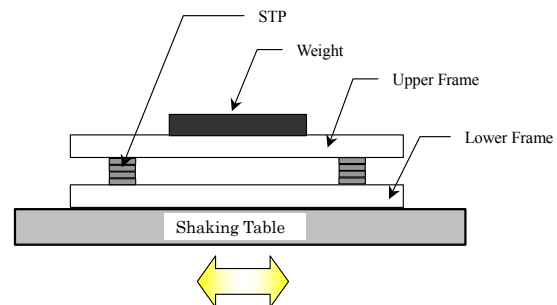 STP
Weight
Upper Frame
Lower Frame
Shaking Table